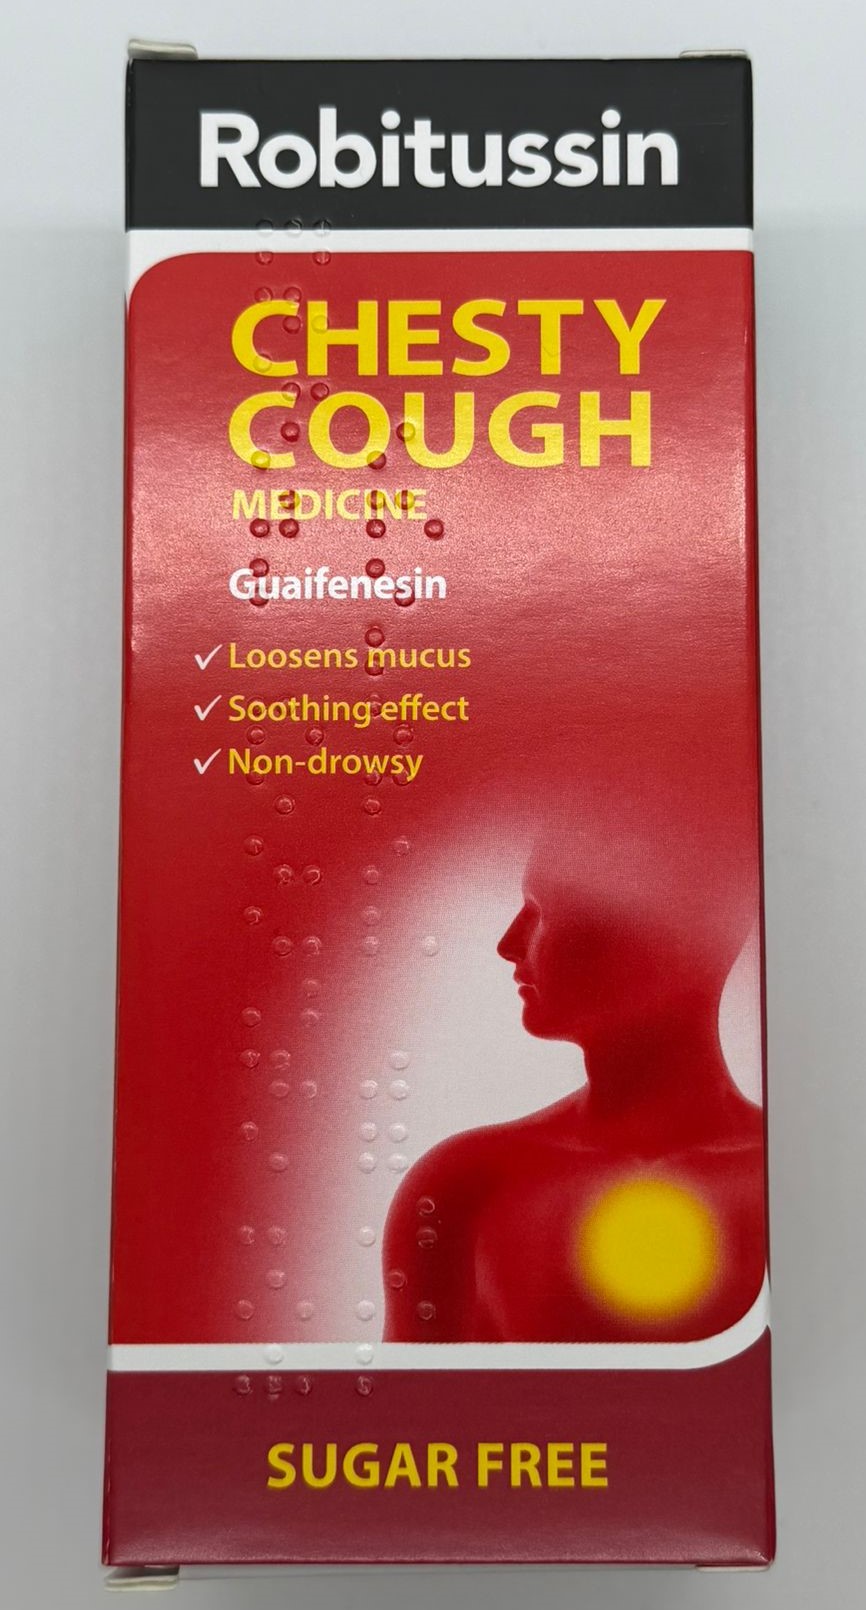 Robitussin
CHESTY
COUGH
MEDICINE
Guaifenesin
✓ Loosens mucus
✓ Soothing effect
✓ Non-drowsy
SUGAR FREE